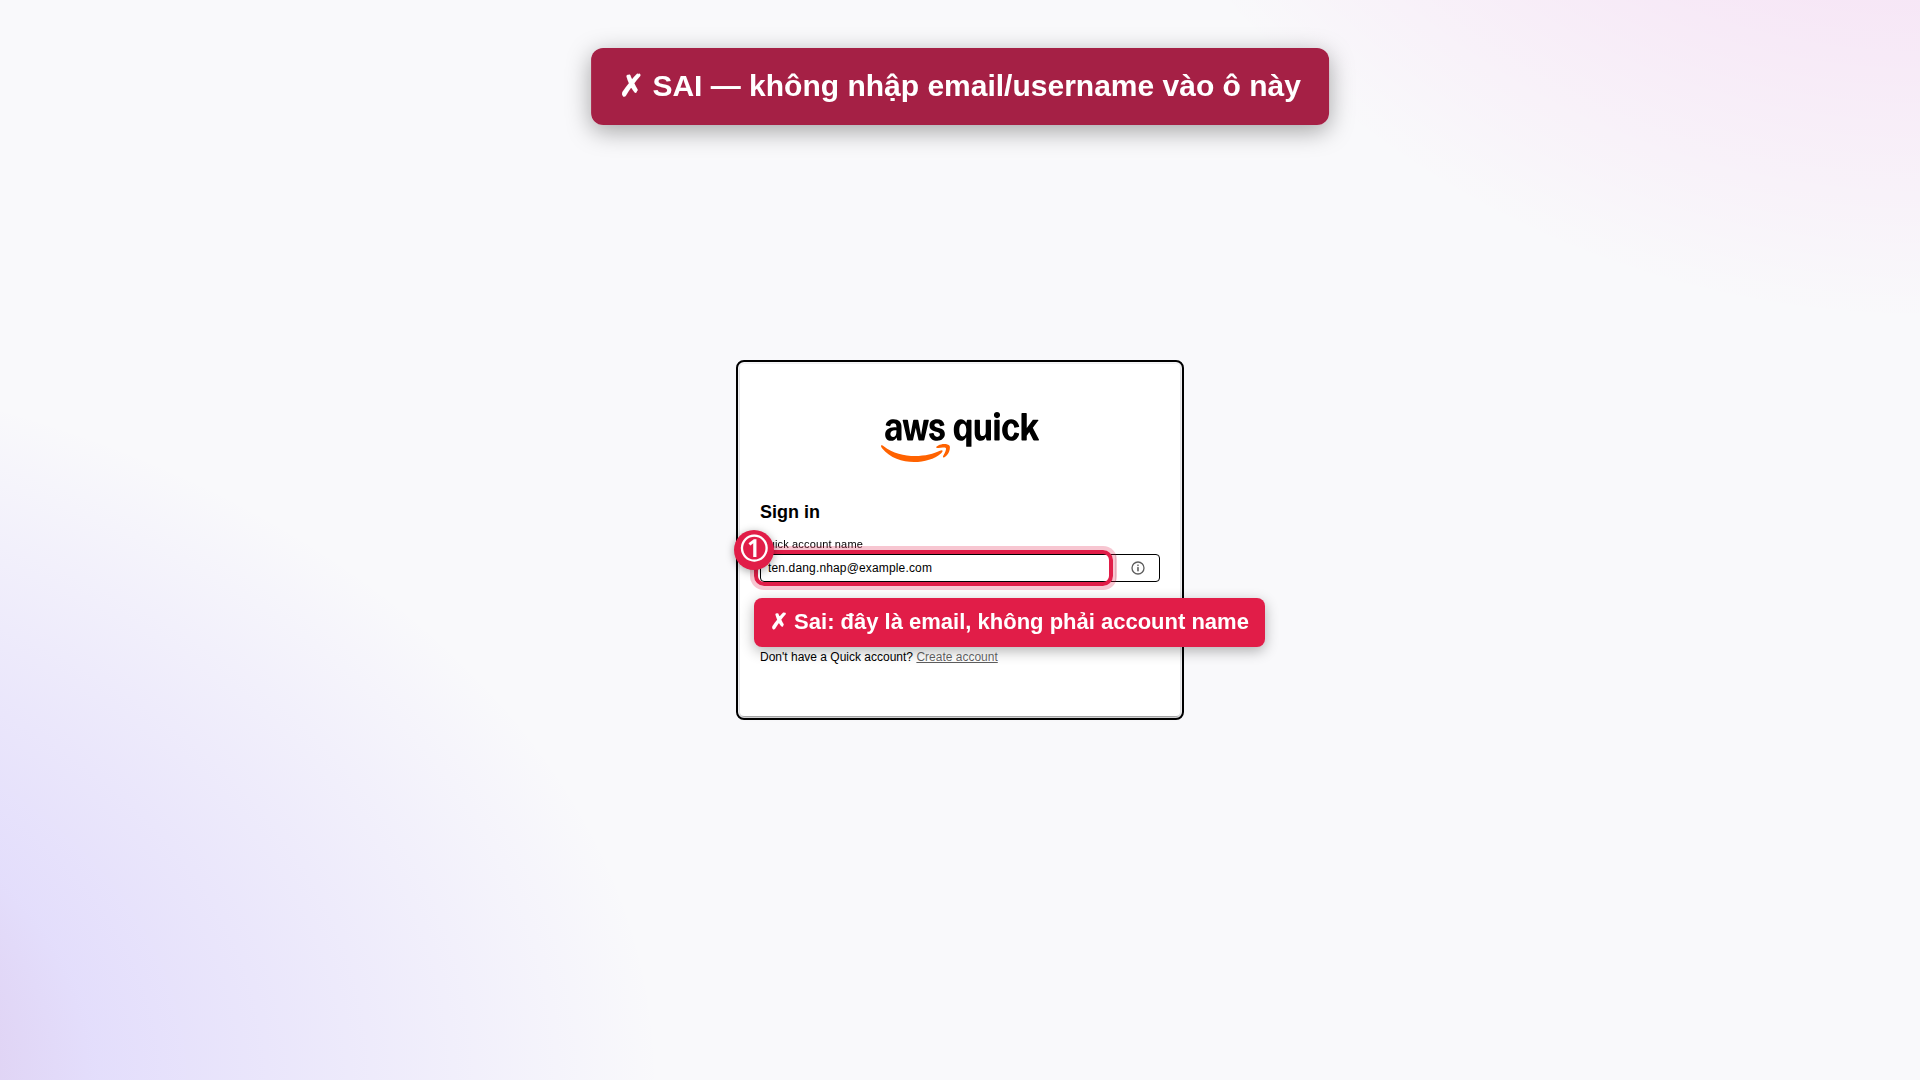 ✗ SAI — không nhập email/username vào ô này
aws quick
Sign in
①
account name
ten.dang.nhap@example.com
✗ Sai: đây là email, không phải account name
Don't have a Quick account? Create account